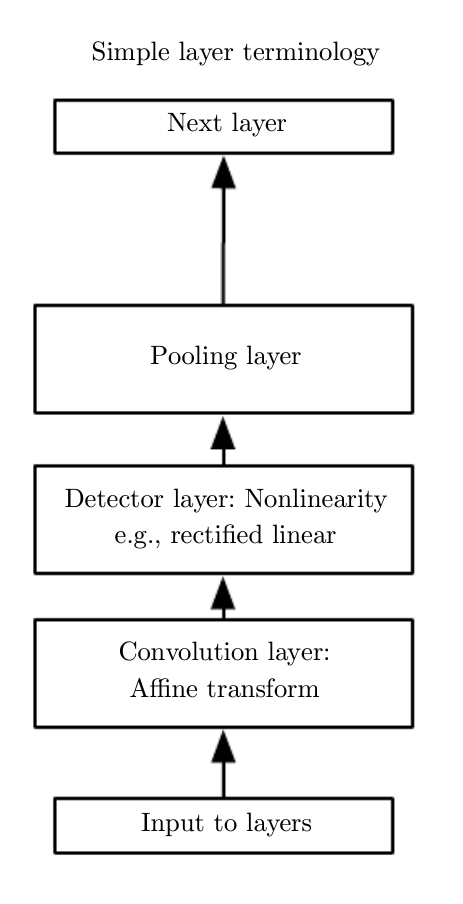 Simple layer terminology
Next layer
Pooling layer
Detector layer: Nonlinearity
e.g., rectified linear
Convolution layer:
Affine transform
Input to layers